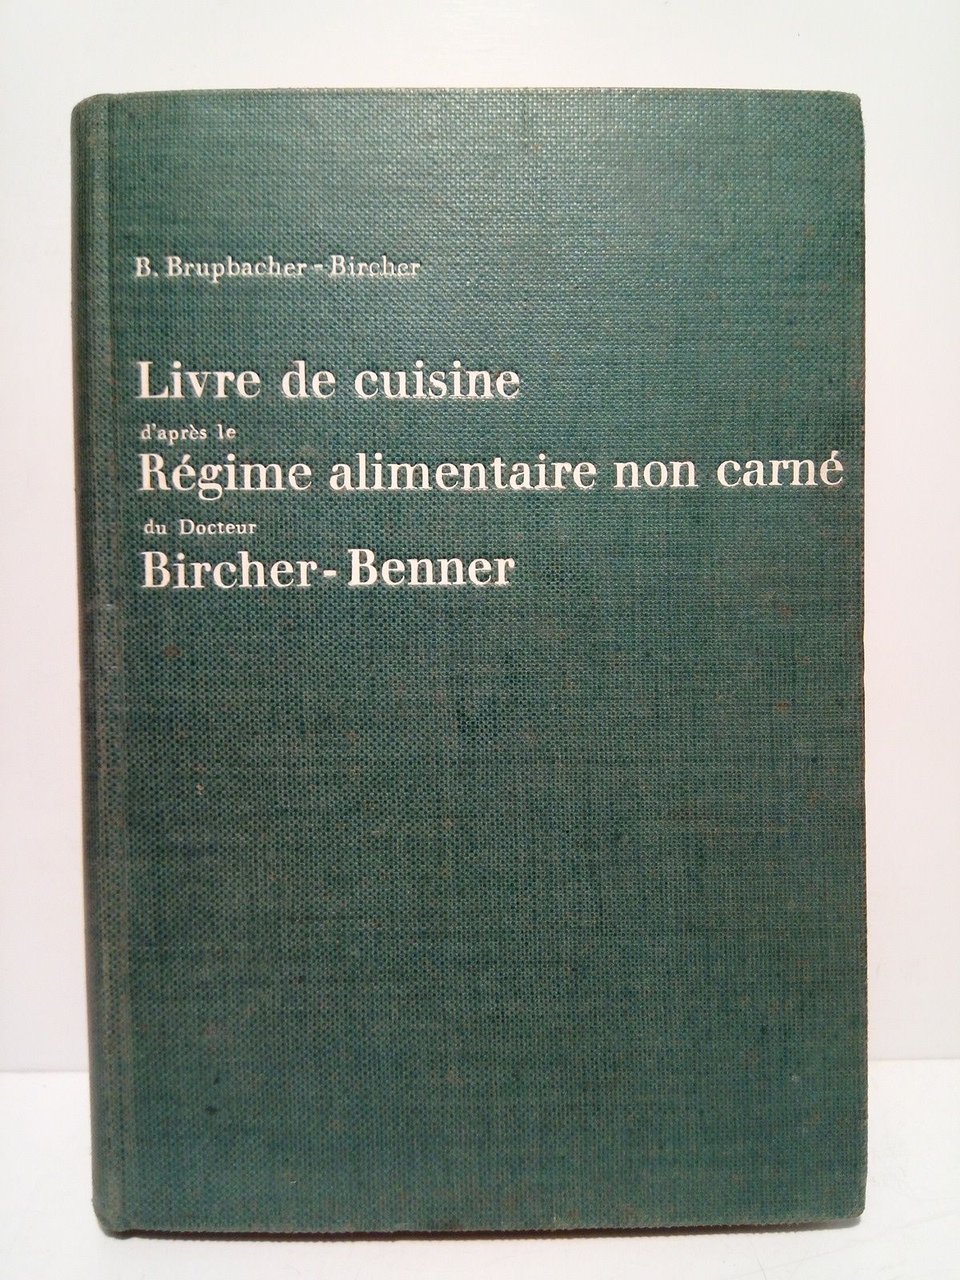 B. Brupbacher-Bircher
Livre de cuisine
d'après le
Régime alimentaire non carné
du Docteur
Bircher-Benner